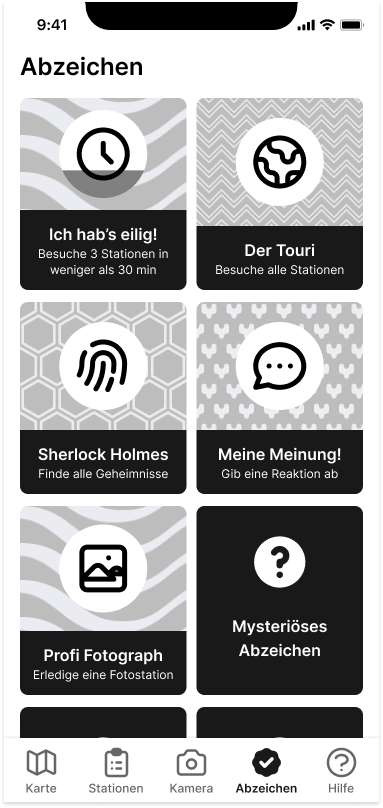 9:41
Abzeichen
Ich hab’s eilig!
Besuche 3 Stationen in
weniger als 30 min
Der Touri
Besuche alle Stationen
Sherlock Holmes
Finde alle Geheimnisse
Meine Meinung!
Gib eine Reaktion ab
Profi Fotograph
Erledige eine Fotostation
?
Mysteriöses
Abzeichen
Karte
Stationen
Kamera
Abzeichen
Hilfe